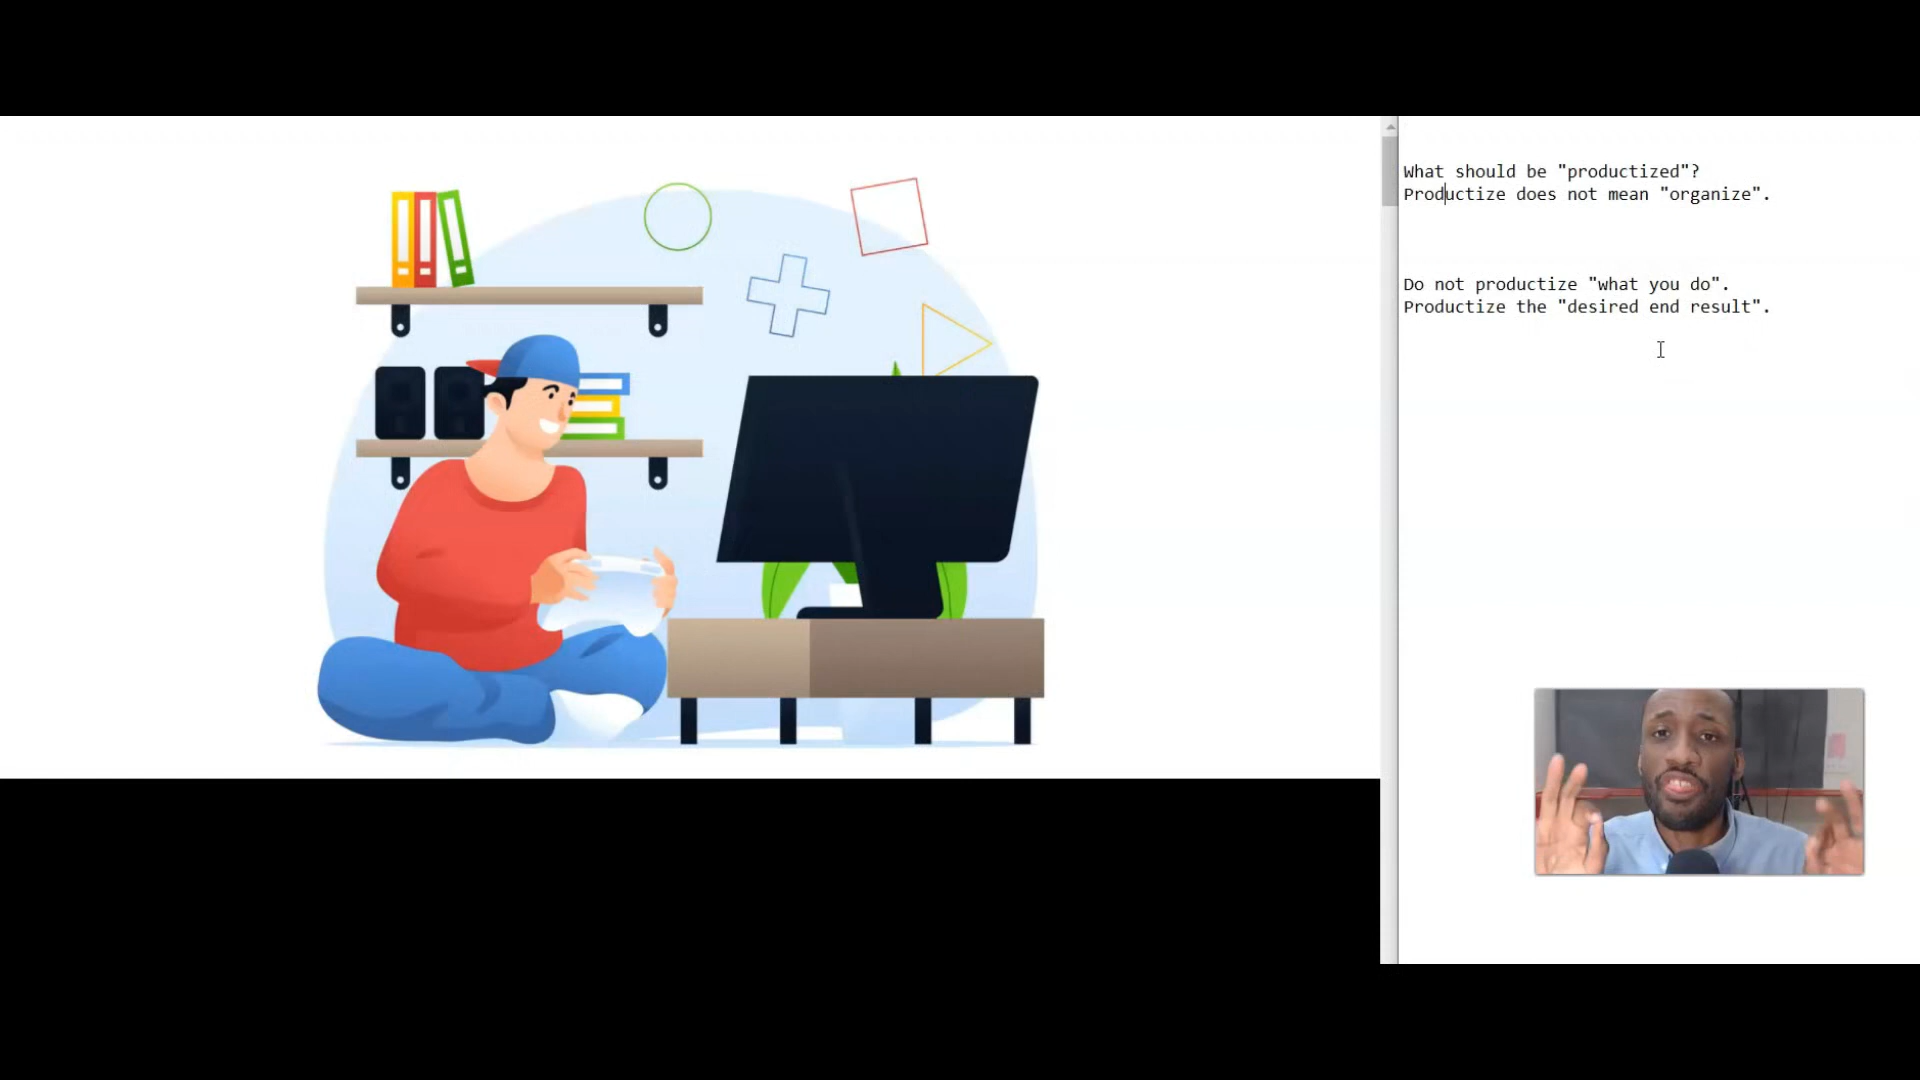 What should be "productized"?
Productize does not mean "organize".
Do not productize "what you do".
Productize the "desired end result".